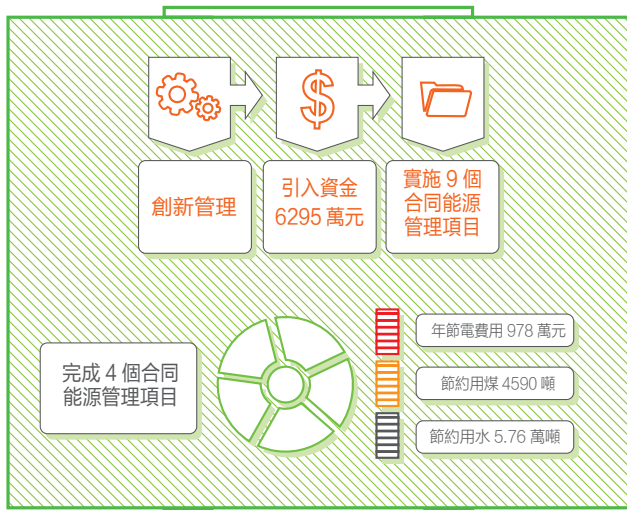 創新管理
引入資金
6295 萬元
實施 9 個
合同能源
管理項目
完成 4 個合同
能源管理項目
年節電費用 978 萬元
節約用煤 4590 噸
節約用水 5.76 萬噸